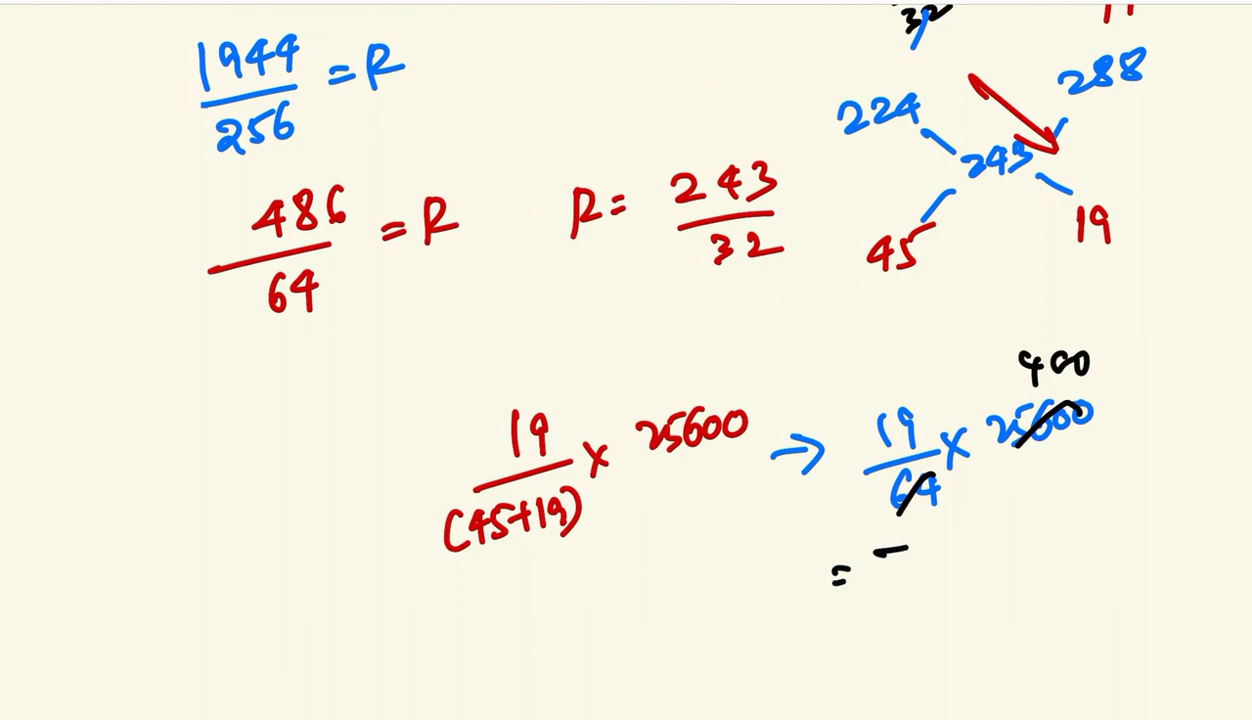 32
1944/256 = R
288
224
243
486/64 = R
R = 243/32
45
19
400
19/(45+19) × 25600 → 19/64 × 25600
=